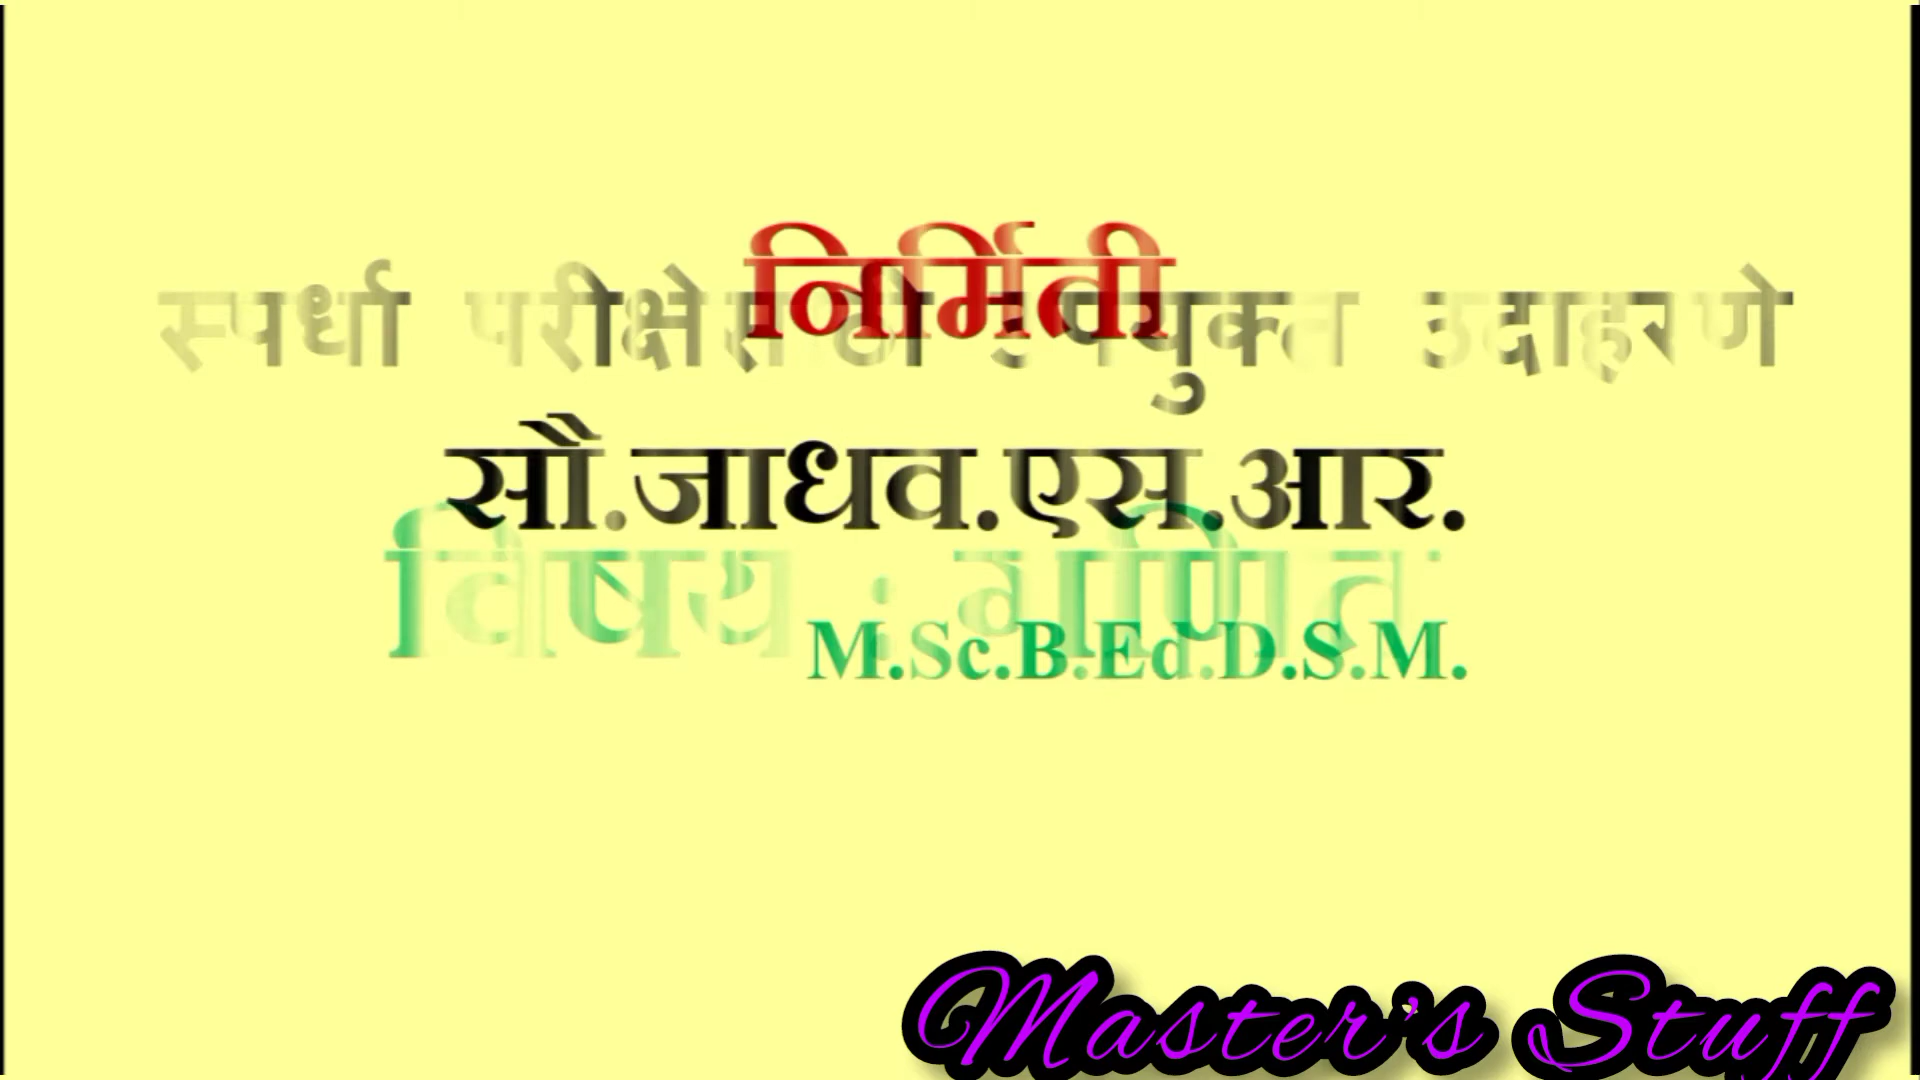 निर्मिती
स्पर्धा परीक्षेसाठी उपयुक्त उदाहरणे
सौ.जाधव.एस.आर.
विषय : गणित
M.Sc.B.Ed.D.S.M.
Master's Stuff